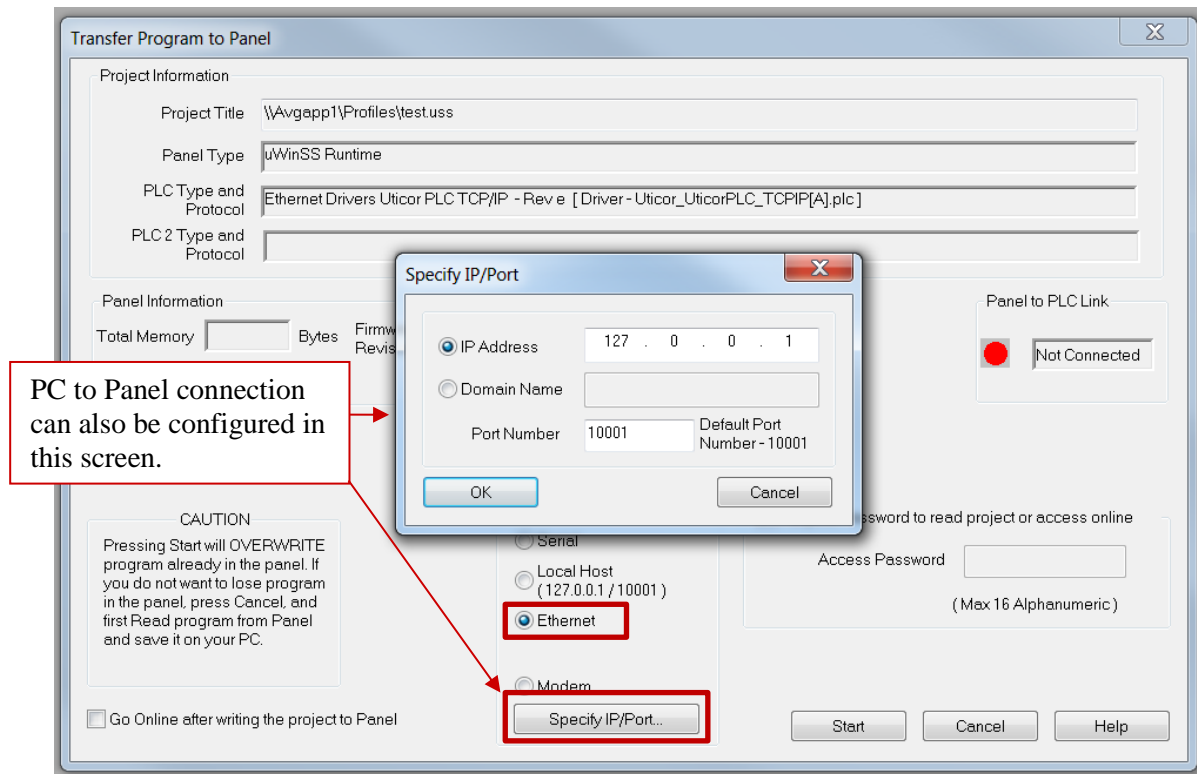 Transfer Program to Panel
Project Information
Project Title
\\Avgapp1\Profiles\test.uss
Panel Type
uWinSS Runtime
PLC Type and
Protocol
Ethernet Drivers Uticor PLC TCP/IP - Rev e [ Driver - Uticor_UticorPLC_TCPIP[A].plc ]
PLC 2 Type and
Protocol
Panel Information
Total Memory
Bytes
Panel to PLC Link
Not Connected
Specify IP/Port
IP Address
127 . 0 . 0 . 1
Domain Name
Port Number
10001
Default Port
Number - 10001
OK
Cancel
PC to Panel connection
can also be configured in
this screen.
CAUTION
Pressing Start will OVERWRITE
program already in the panel. If
you do not want to lose program
in the panel, press Cancel, and
first Read program from Panel
and save it on your PC.
Serial
Local Host
( 127.0.0.1 / 10001 )
Ethernet
Modem
Specify IP/Port...
to read project or access online
Access Password
( Max 16 Alphanumeric )
Go Online after writing the project to Panel
Start
Cancel
Help